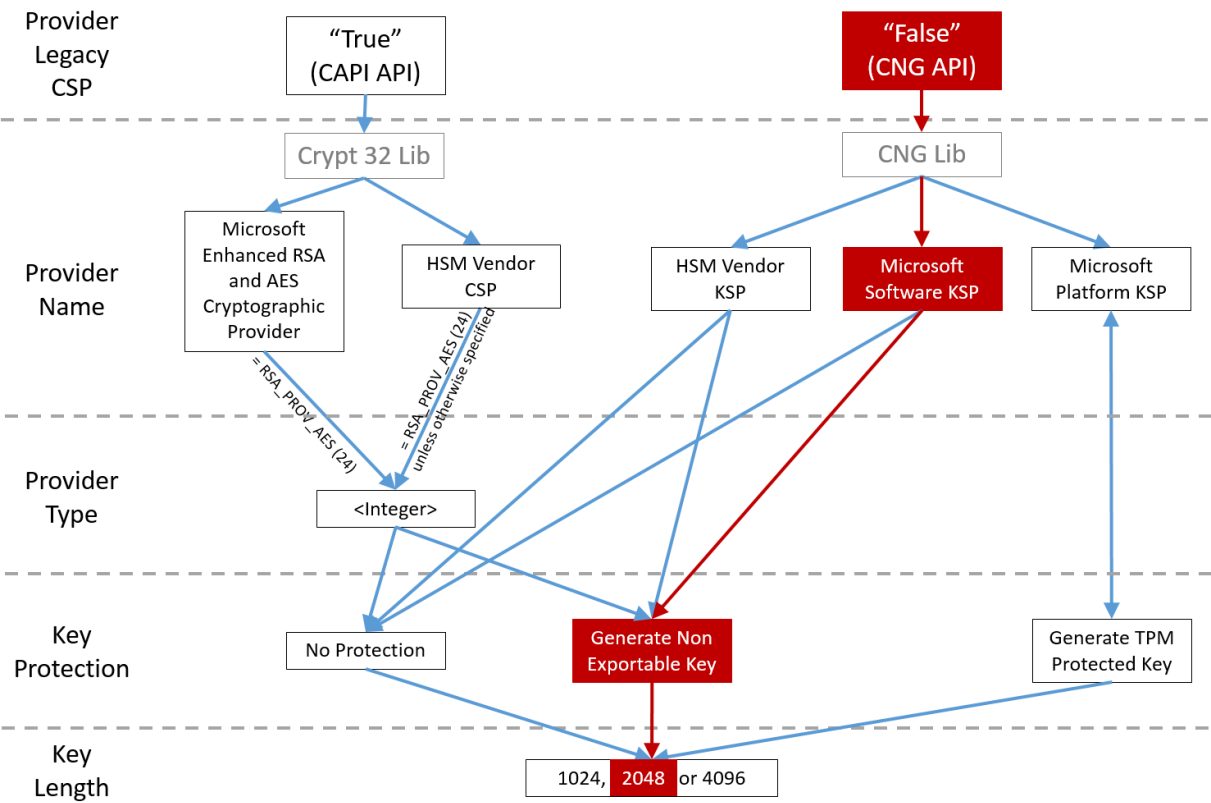 Provider
Legacy
CSP
“True”
(CAPI API)
“False”
(CNG API)
Crypt 32 Lib
CNG Lib
Provider
Name
Microsoft
Enhanced RSA
and AES
Cryptographic
Provider
HSM Vendor
CSP
HSM Vendor
KSP
Microsoft
Software KSP
Microsoft
Platform KSP
= RSA_PROV_AES (24)
= RSA_PROV_AES (24)
unless otherwise specified
Provider
Type
<Integer>
Key
Protection
No Protection
Generate Non
Exportable Key
Generate TPM
Protected Key
Key
Length
1024, 2048 or 4096